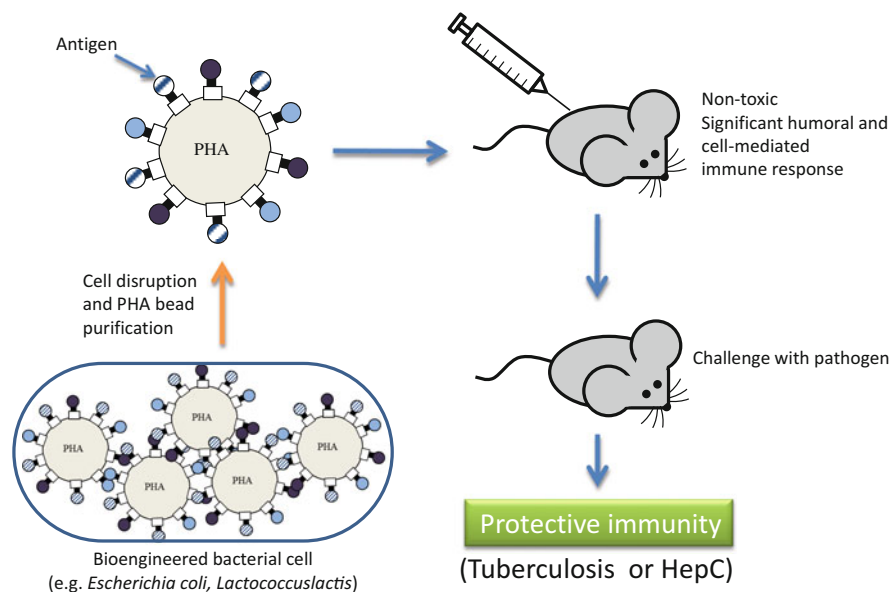 Antigen
PHA
Non-toxic
Significant humoral and
cell-mediated
immune response
Cell disruption
and PHA bead
purification
Challenge with pathogen
PHA
PHA
PHA
PHA
PHA
Bioengineered bacterial cell
(e.g. Escherichia coli, Lactococcuslactis)
Protective immunity
(Tuberculosis or HepC)